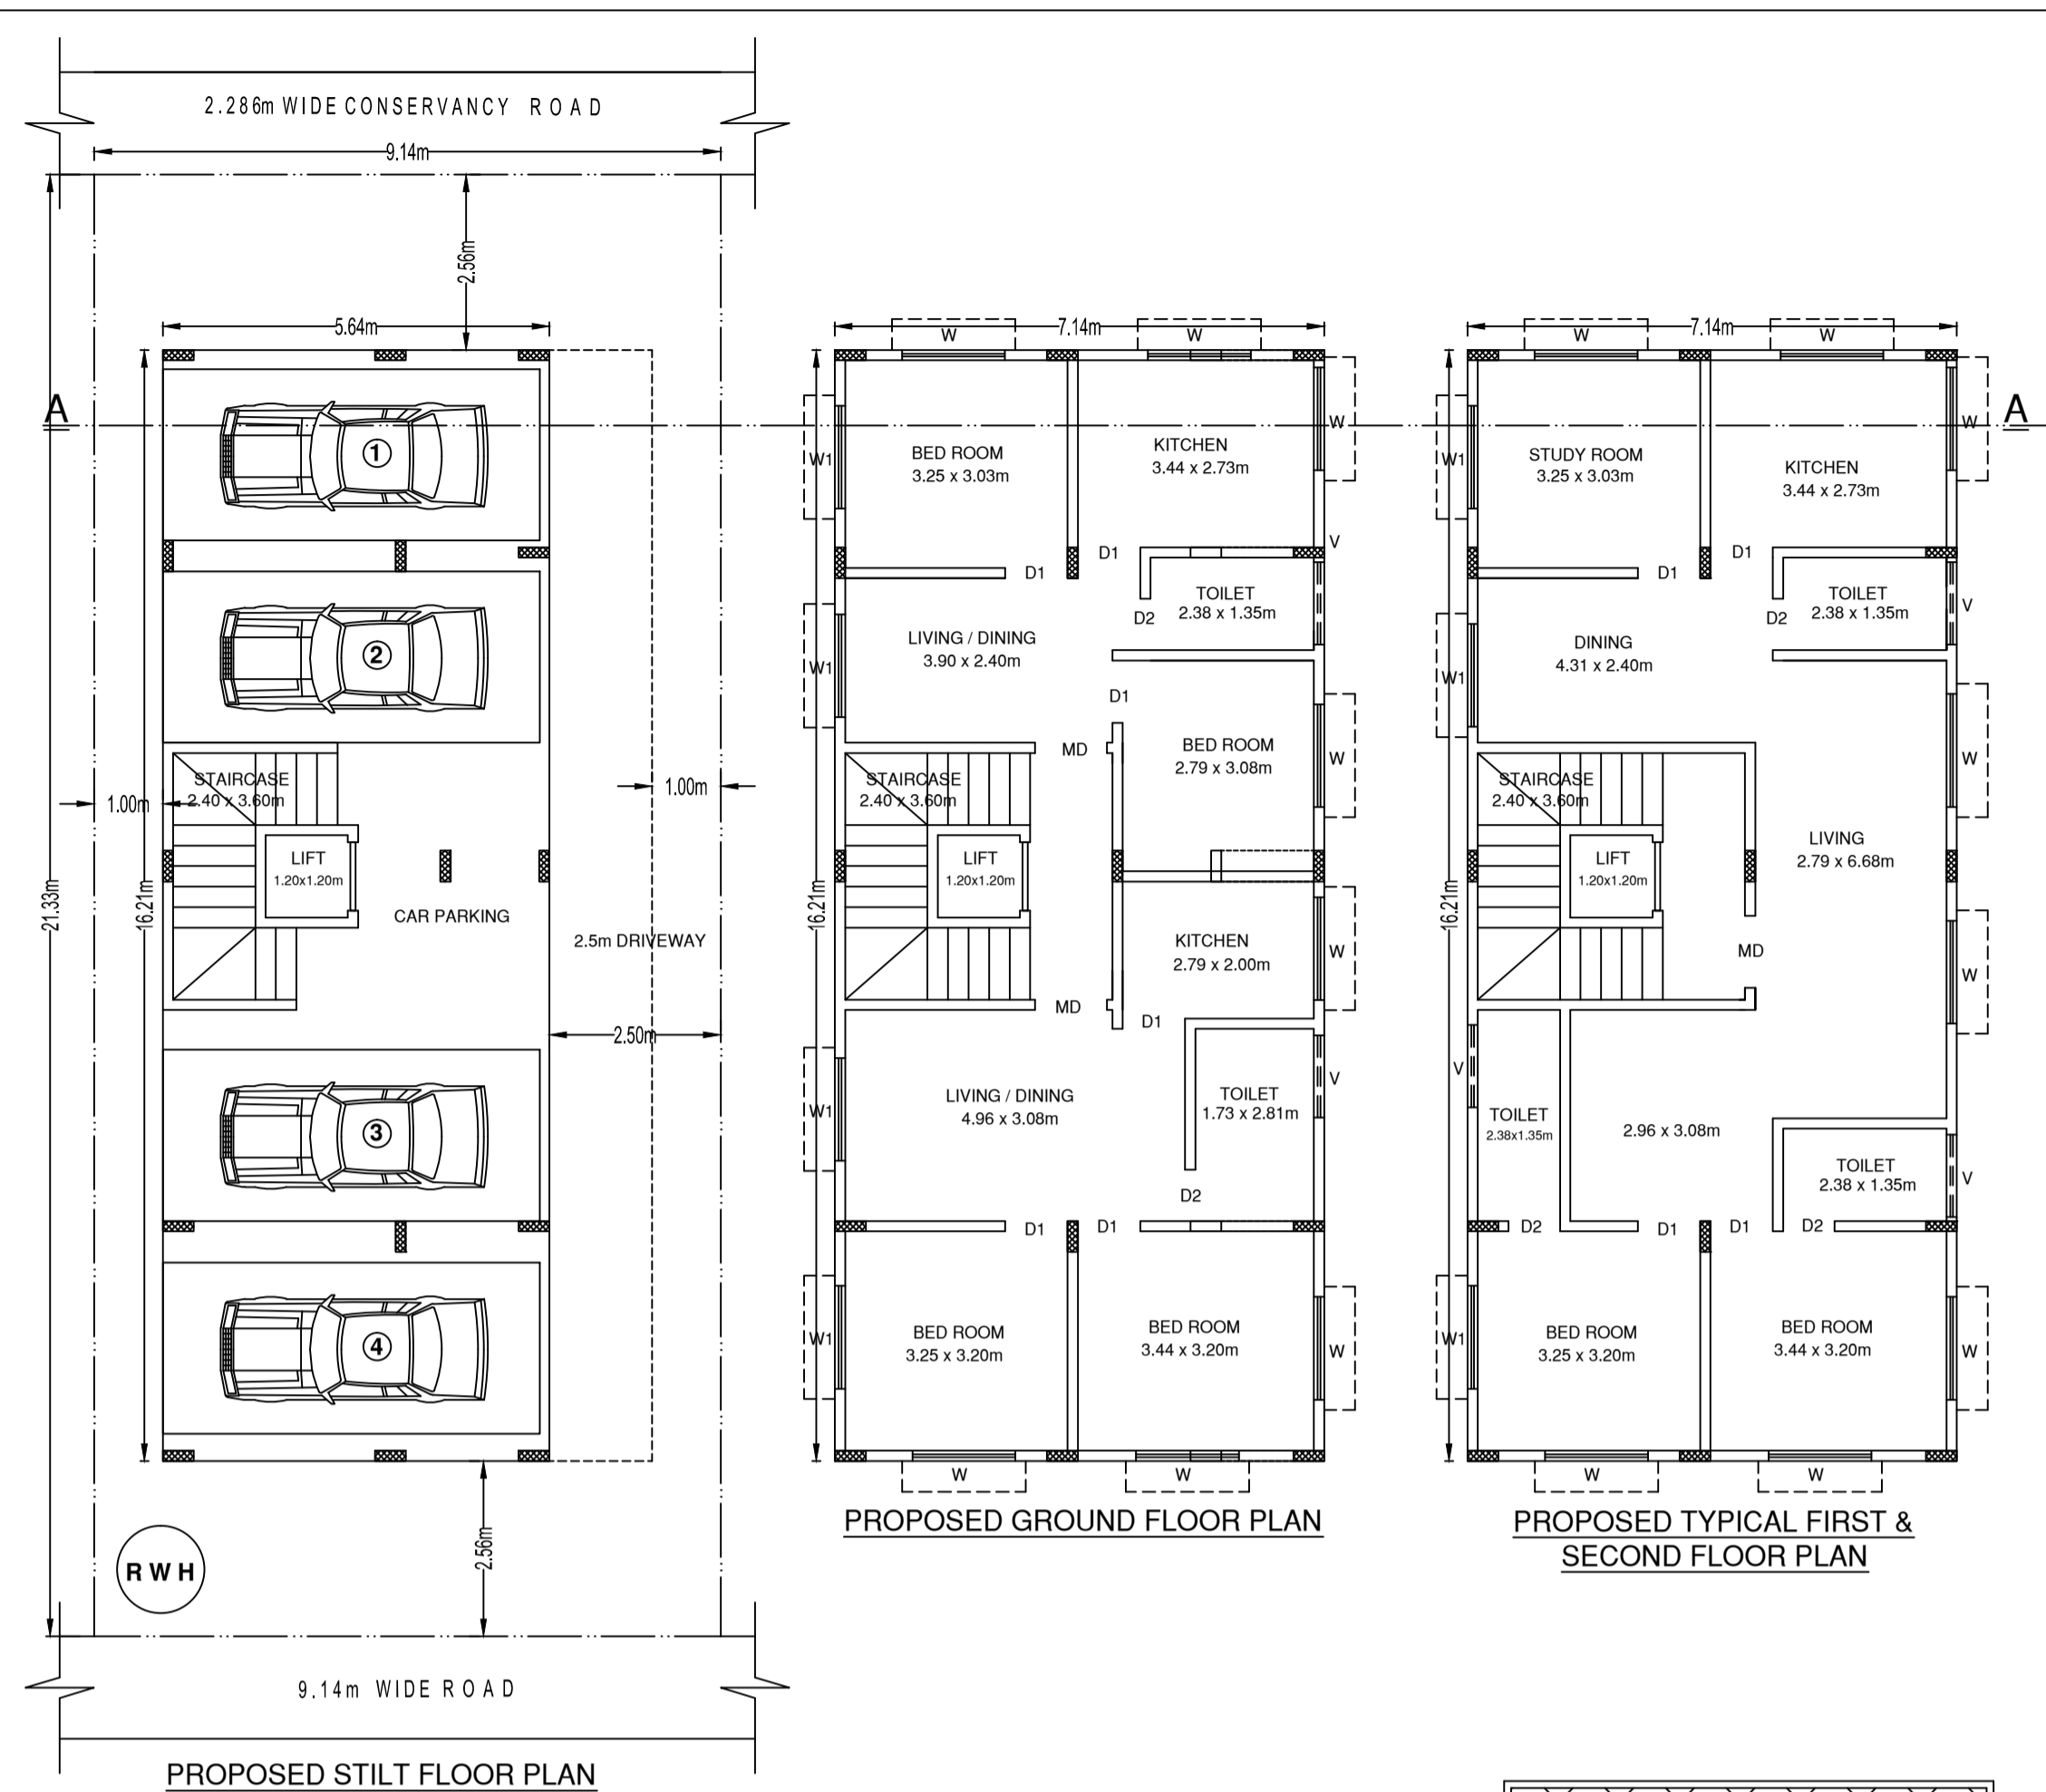 2.286m WIDE CONSERVANCY ROAD
9.14m
2.56m
5.64m
A
1
2
STAIRCASE
2.40 x 3.60m
1.00m
1.00m
LIFT
1.20x1.20m
21.33m
16.21m
CAR PARKING
2.5m DRIVEWAY
2.50m
3
4
2.56m
R W H
9.14m WIDE ROAD
PROPOSED STILT FLOOR PLAN
7.14m
W
W
W
W1
BED ROOM
3.25 x 3.03m
KITCHEN
3.44 x 2.73m
V
D1
D1
TOILET
2.38 x 1.35m
D2
LIVING / DINING
3.90 x 2.40m
W1
D1
MD
BED ROOM
2.79 x 3.08m
W
STAIRCASE
2.40 x 3.60m
LIFT
1.20x1.20m
16.21m
KITCHEN
2.79 x 2.00m
W
MD
D1
LIVING / DINING
4.96 x 3.08m
W1
TOILET
1.73 x 2.81m
V
D2
D1
D1
BED ROOM
3.25 x 3.20m
W1
BED ROOM
3.44 x 3.20m
W
W
W
PROPOSED GROUND FLOOR PLAN
7.14m
W
W
A
W
W1
STUDY ROOM
3.25 x 3.03m
KITCHEN
3.44 x 2.73m
D1
D1
TOILET
2.38 x 1.35m
V
D2
DINING
4.31 x 2.40m
W1
W
STAIRCASE
2.40 x 3.60m
LIVING
2.79 x 6.68m
LIFT
1.20x1.20m
16.21m
MD
W
V
TOILET
2.38x1.35m
2.96 x 3.08m
TOILET
2.38 x 1.35m
V
D2
D1
D1
D2
BED ROOM
3.25 x 3.20m
W1
BED ROOM
3.44 x 3.20m
W
W
W
PROPOSED TYPICAL FIRST &
SECOND FLOOR PLAN